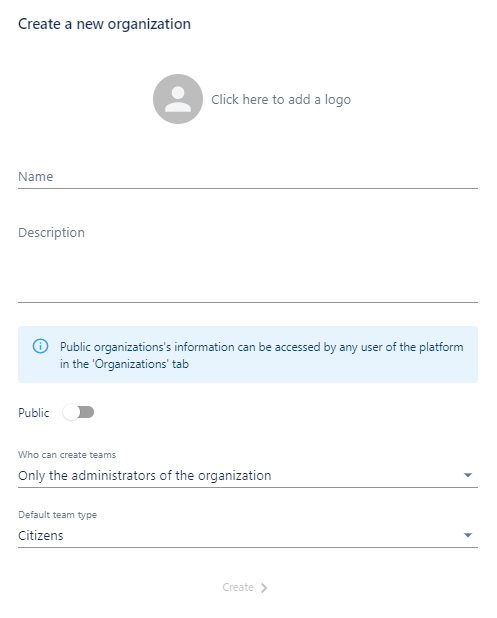 Create a new organization
Click here to add a logo
Name
Description
Public organizations's information can be accessed by any user of the platform
in the 'Organizations' tab
Public
Who can create teams
Only the administrators of the organization
Default team type
Citizens
Create